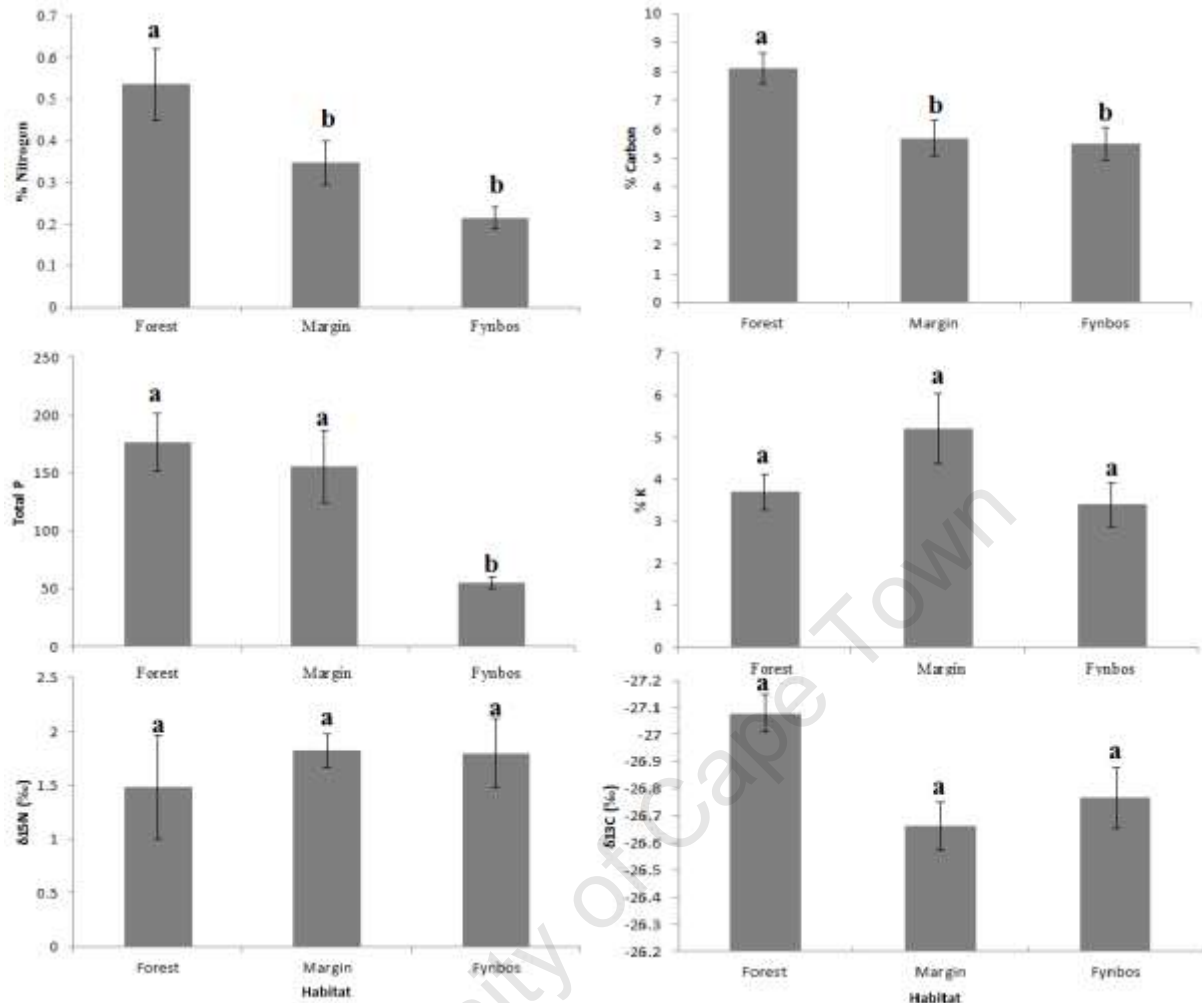 0.7
0.6
0.5
0.4
0.3
0.2
0.1
0
% Nitrogen
a
b
b
Forest Margin Fynbos
10
9
8
7
6
5
4
3
2
1
0
% Carbon
a
b
b
Forest Margin Fynbos
250
200
150
100
50
0
Total P
a
a
b
Forest Margin Fynbos
7
6
5
4
3
2
1
0
% K
a
a
a
Forest Margin Fynbos
2.5
2
1.5
1
0.5
0
δ15N (‰)
a
a
a
Forest Margin Fynbos
Habitat
-27.2
-27.1
-27
-26.9
-26.8
-26.7
-26.6
-26.5
-26.4
-26.3
-26.2
δ13C (‰)
a
a
a
Forest Margin Fynbos
Habitat
ity of Cape Town